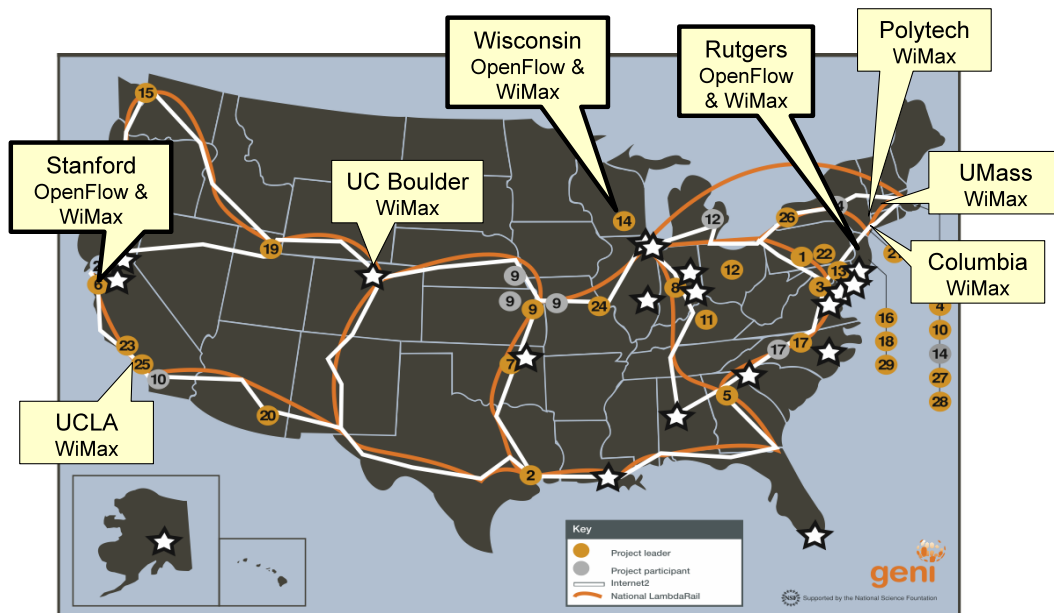 Wisconsin
OpenFlow &
WiMax
Rutgers
OpenFlow
& WiMax
Polytech
WiMax
Stanford
OpenFlow &
WiMax
UC Boulder
WiMax
UMass
WiMax
Columbia
WiMax
UCLA
WiMax
15
14
12
26
4
19
9
1
22
12
13
6
8
3
9
9
9
24
11
23
25
10
7
17
17
5
20
2
16
18
29
4
10
14
27
28
Key
Project leader
Project participant
Internet2
National LambdaRail
geni
NSF
Supported by the National Science Foundation